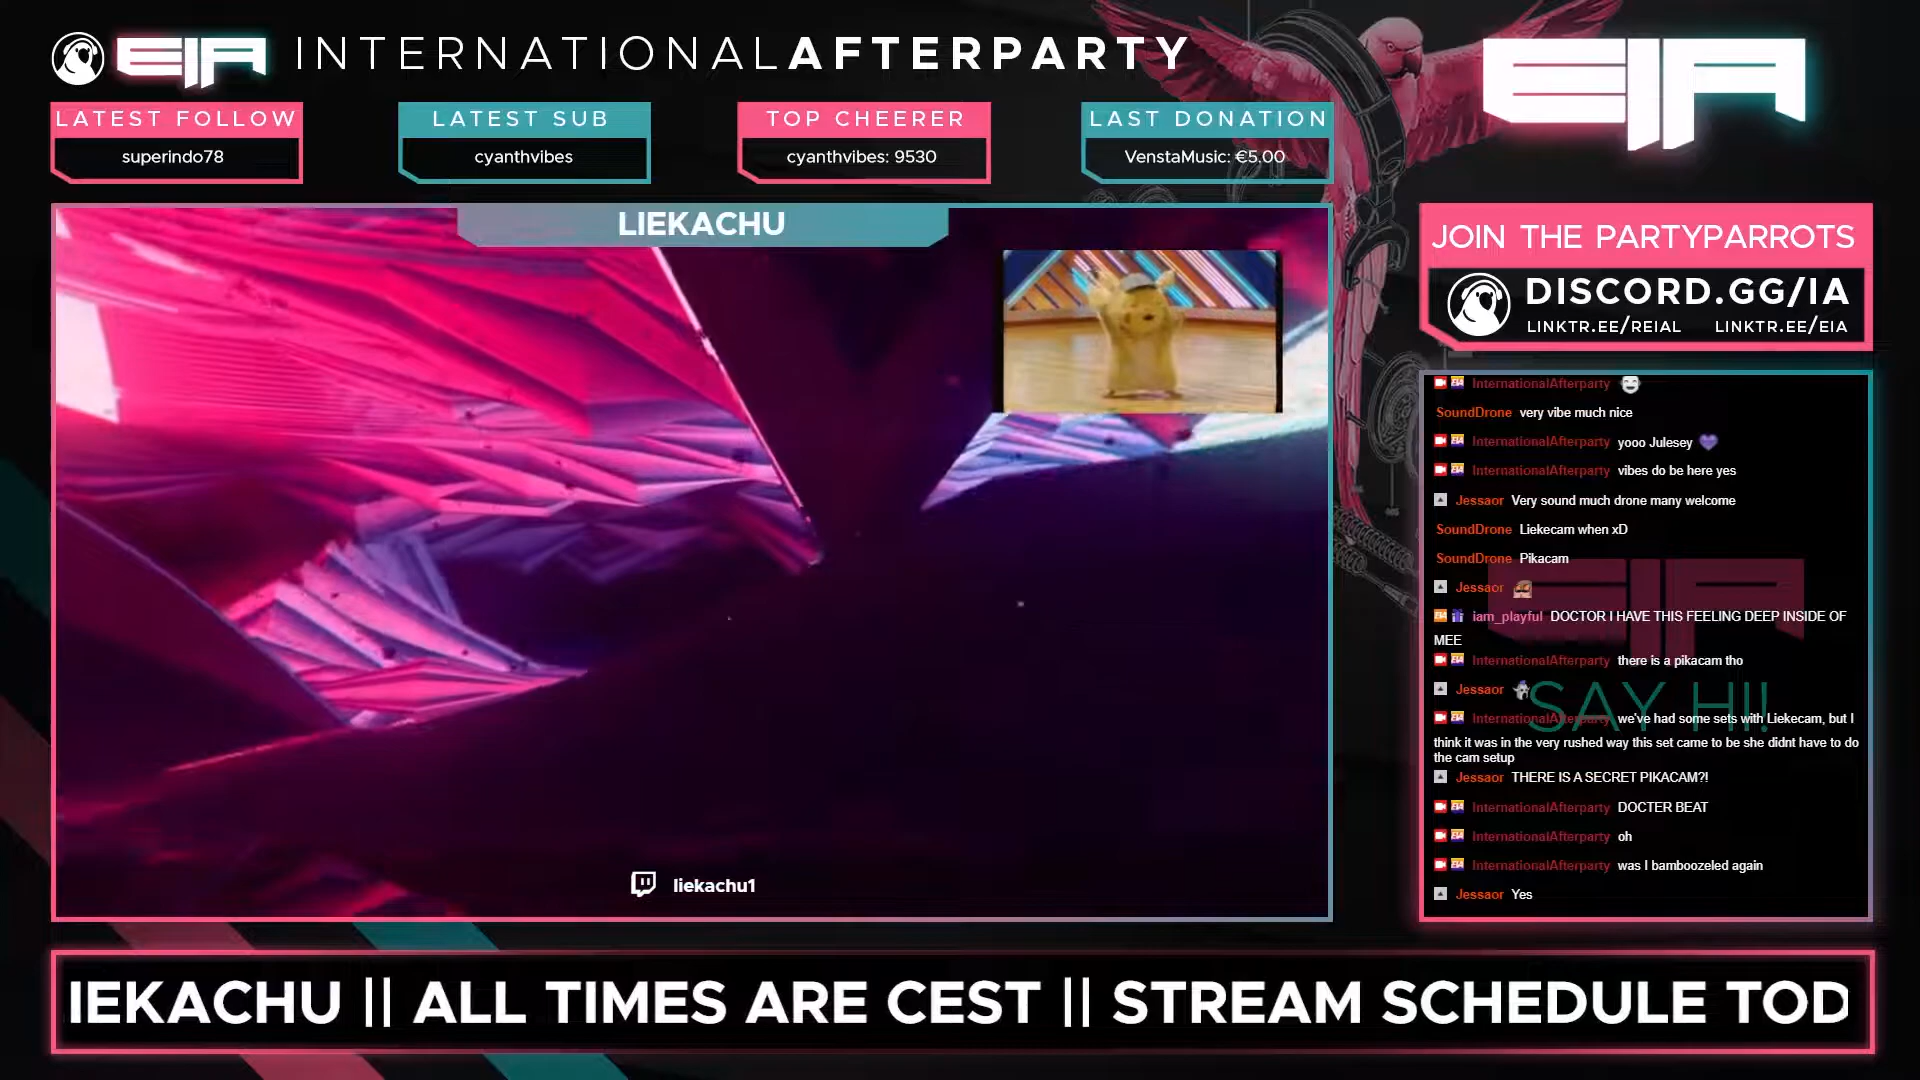 EIA INTERNATIONALAFTERPARTY
EIA
LATEST FOLLOW
superindo78
LATEST SUB
cyanthvibes
TOP CHEERER
cyanthvibes: 9530
LAST DONATION
VenstaMusic: €5.00
LIEKACHU
liekachu1
JOIN THE PARTYPARROTS
DISCORD.GG/IA
LINKTR.EE/REIAL LINKTR.EE/EIA
InternationalAfterparty
SoundDrone very vibe much nice
InternationalAfterparty yooo Julesey
InternationalAfterparty vibes do be here yes
Jessaor Very sound much drone many welcome
SoundDrone Liekecam when xD
SoundDrone Pikacam
Jessaor
iam_playful DOCTOR I HAVE THIS FEELING DEEP INSIDE OF
MEE
InternationalAfterparty there is a pikacam tho
Jessaor
SAY HI!
InternationalAfterparty we've had some sets with Liekecam, but I
think it was in the very rushed way this set came to be she didnt have to do
the cam setup
Jessaor THERE IS A SECRET PIKACAM?!
InternationalAfterparty DOCTER BEAT
InternationalAfterparty oh
InternationalAfterparty was I bamboozeled again
Jessaor Yes
IEKACHU || ALL TIMES ARE CEST || STREAM SCHEDULE TOD